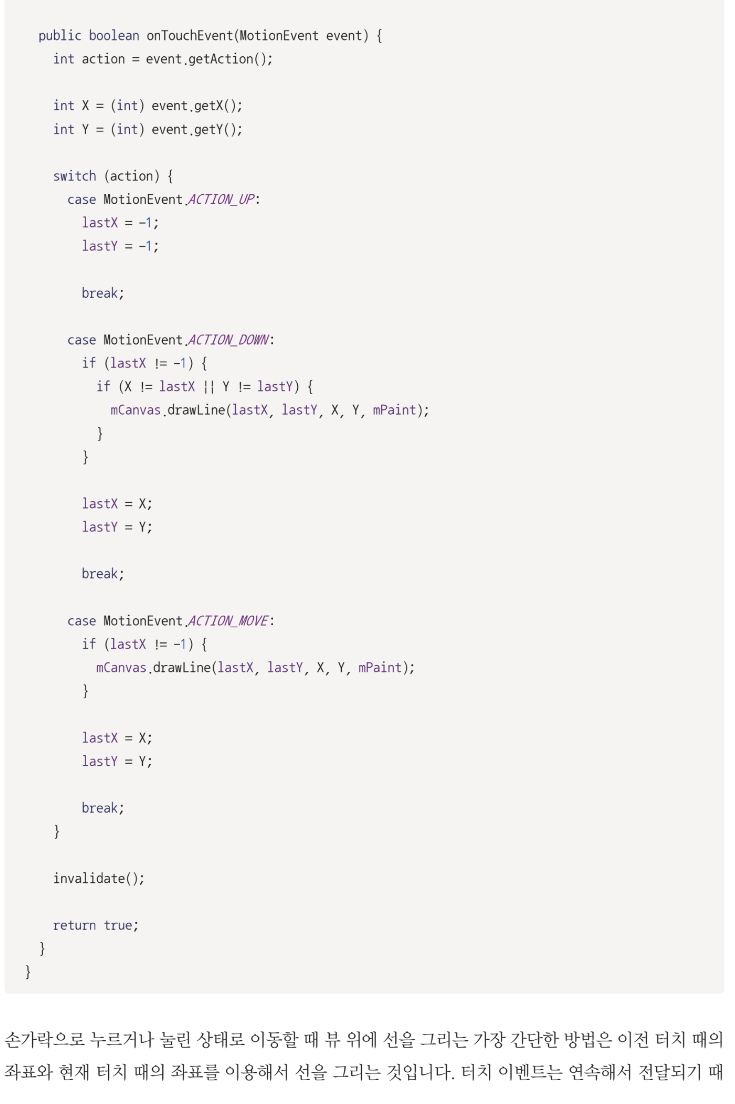 public boolean onTouchEvent(MotionEvent event) {
int action = event.getAction();
int X = (int) event.getX();
int Y = (int) event.getY();
switch (action) {
case MotionEvent.ACTION_UP:
lastX = -1;
lastY = -1;
break;
case MotionEvent.ACTION_DOWN:
if (lastX != -1) {
if (X != lastX || Y != lastY) {
mCanvas.drawLine(lastX, lastY, X, Y, mPaint);
}
}
lastX = X;
lastY = Y;
break;
case MotionEvent.ACTION_MOVE:
if (lastX != -1) {
mCanvas.drawLine(lastX, lastY, X, Y, mPaint);
}
lastX = X;
lastY = Y;
break;
}
invalidate();
return true;
}
}
손가락으로 누르거나 눌린 상태로 이동할 때 뷰 위에 선을 그리는 가장 간단한 방법은 이전 터치 때의
좌표와 현재 터치 때의 좌표를 이용해서 선을 그리는 것입니다. 터치 이벤트는 연속해서 전달되기 때